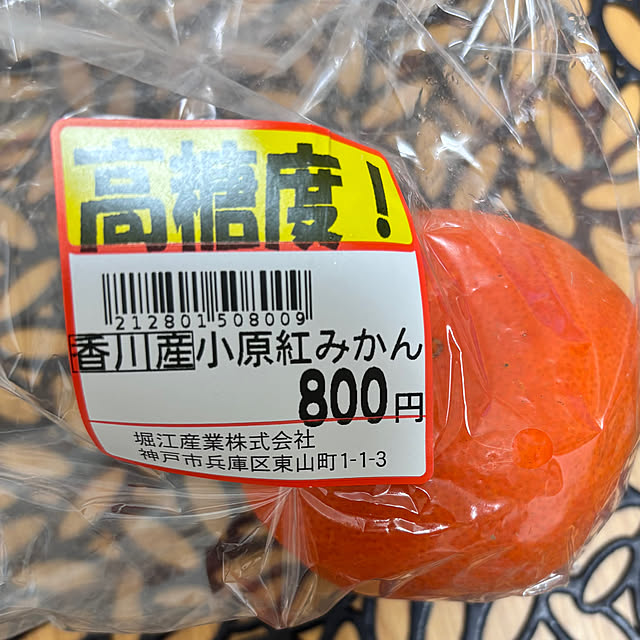 高糖度！
212801508009
香川産小原紅みかん
800円
堀江産業株式会社
神戸市兵庫区東山町1-1-3